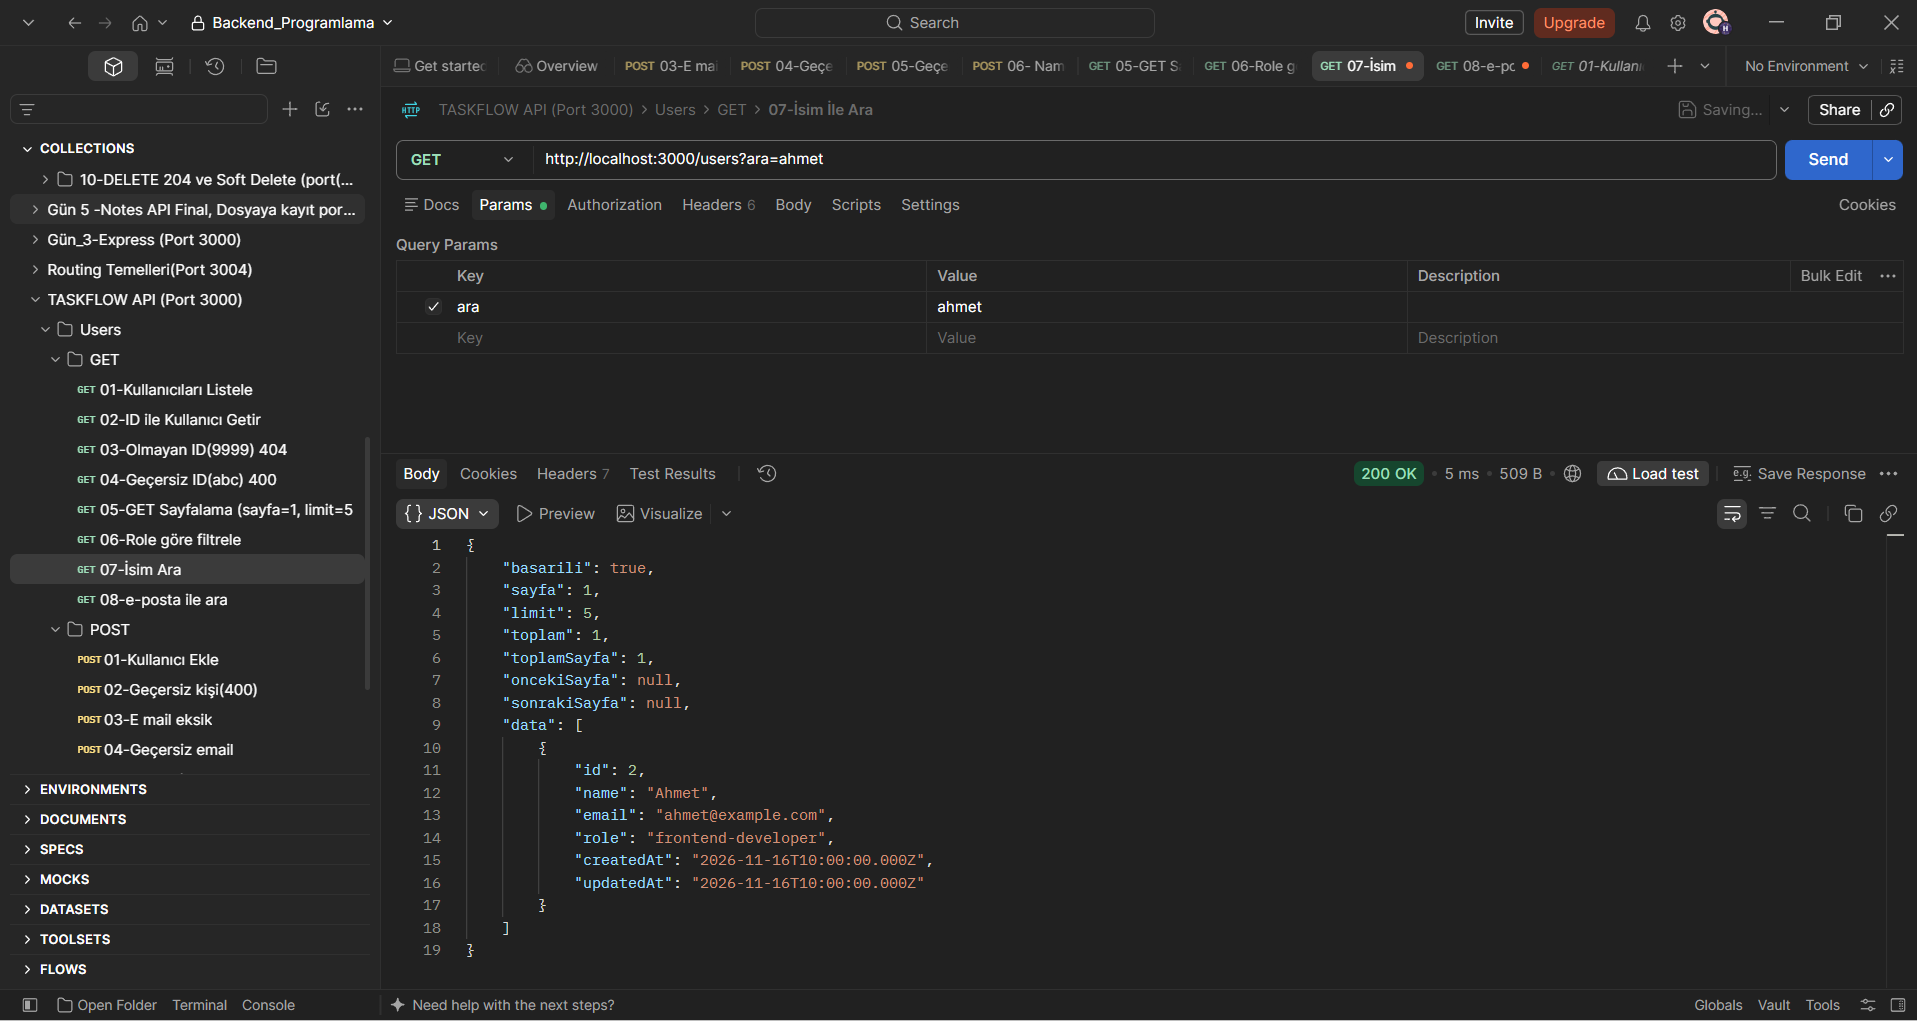 Backend_Programlama
Search
Invite
Upgrade
Get started
Overview
POST 03-E mai
POST 04-Geçe
POST 05-Geçe
POST 06- Nam
GET 05-GET S
GET 06-Role g
GET 07-İsim
GET 08-e-pc
GET 01-Kullanı
No Environment
HTTP TASKFLOW API (Port 3000) > Users > GET > 07-İsim İle Ara
Saving...
Share
GET
http://localhost:3000/users?ara=ahmet
Send
Docs
Params
Authorization
Headers 6
Body
Scripts
Settings
Cookies
Query Params
Key Value Description Bulk Edit
ara ahmet
Key Value Description
COLLECTIONS
10-DELETE 204 ve Soft Delete (port(...
Gün 5 -Notes API Final, Dosyaya kayıt por...
Gün_3-Express (Port 3000)
Routing Temelleri(Port 3004)
TASKFLOW API (Port 3000)
Users
GET
GET 01-Kullanıcıları Listele
GET 02-ID ile Kullanıcı Getir
GET 03-Olmayan ID(9999) 404
GET 04-Geçersiz ID(abc) 400
GET 05-GET Sayfalama (sayfa=1, limit=5
GET 06-Role göre filtrele
GET 07-İsim Ara
GET 08-e-posta ile ara
POST
POST 01-Kullanıcı Ekle
POST 02-Geçersiz kişi(400)
POST 03-E mail eksik
POST 04-Geçersiz email
ENVIRONMENTS
DOCUMENTS
SPECS
MOCKS
DATASETS
TOOLSETS
FLOWS
Body
Cookies
Headers 7
Test Results
200 OK • 5 ms • 509 B
Load test
e.g. Save Response
{} JSON
Preview
Visualize
1 {
2 "basarili": true,
3 "sayfa": 1,
4 "limit": 5,
5 "toplam": 1,
6 "toplamSayfa": 1,
7 "oncekiSayfa": null,
8 "sonrakiSayfa": null,
9 "data": [
10 {
11 "id": 2,
12 "name": "Ahmet",
13 "email": "ahmet@example.com",
14 "role": "frontend-developer",
15 "createdAt": "2026-11-16T10:00:00.000Z",
16 "updatedAt": "2026-11-16T10:00:00.000Z"
17 }
18 ]
19 }
Open Folder
Terminal
Console
Need help with the next steps?
Globals
Vault
Tools